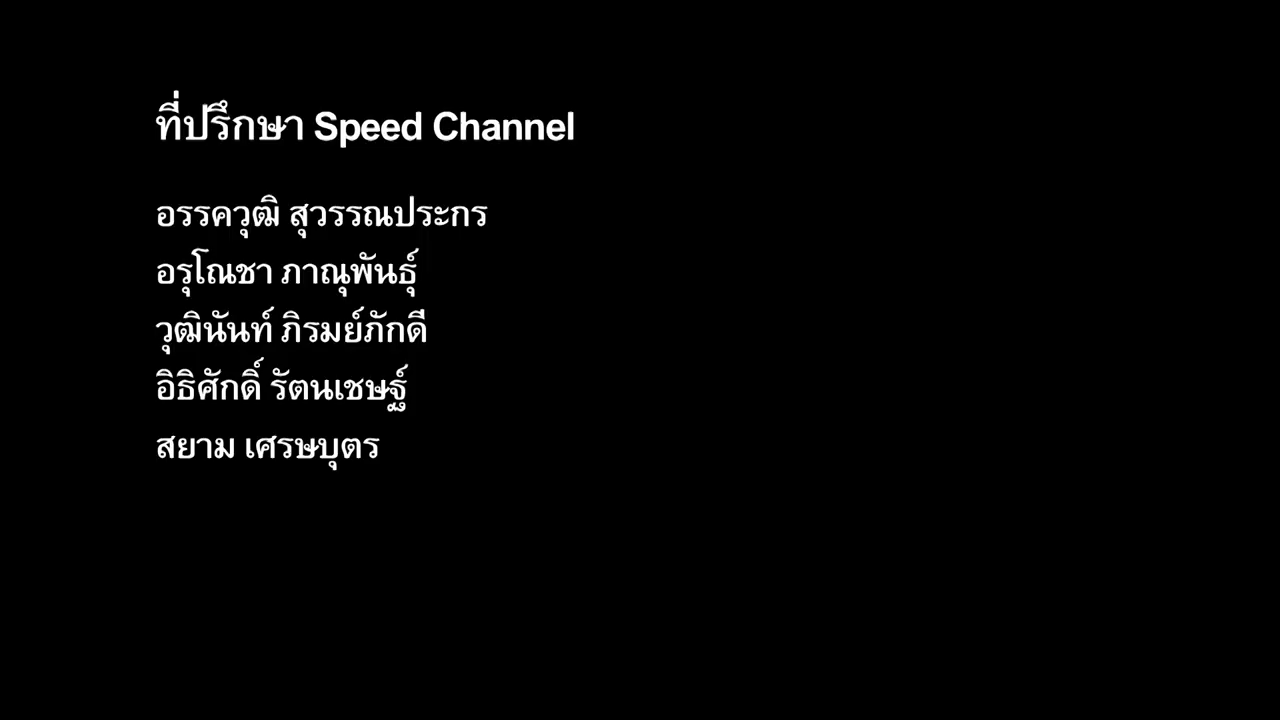 ที่ปรึกษา Speed Channel
อรรควุฒิ สุวรรณประกร
อรุโณชา ภาณุพันธุ์
วุฒินันท์ ภิรมย์ภักดี
อิธิศักดิ์ รัตนเชษฐ์
สยาม เศรษบุตร